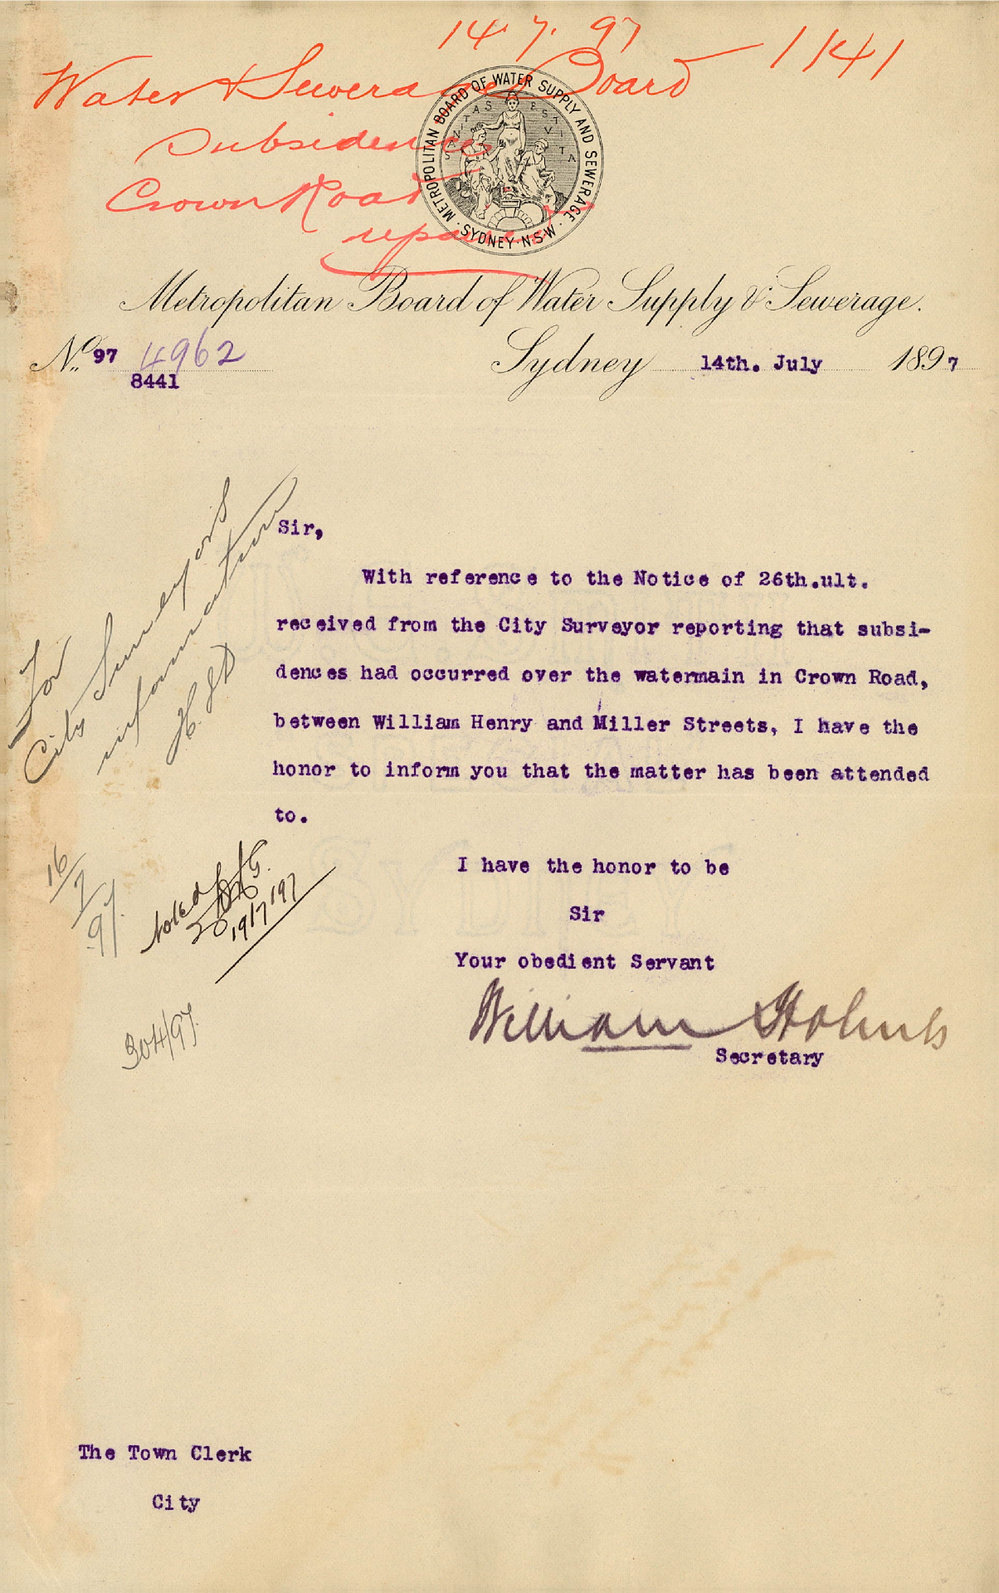 14.7.97
1141
Water & Sewerage Board
Subsidence
Crown Road
repairs
METROPOLITAN BOARD OF WATER SUPPLY AND SEWERAGE.
SYDNEY·N·S·W·
Metropolitan Board of Water Supply & Sewerage.
No. 97 4962
8441
Sydney 14th. July 1897
Sir,
With reference to the Notice of 26th.ult.
received from the City Surveyor reporting that subsi-
dences had occurred over the watermain in Crown Road,
between William Henry and Miller Streets, I have the
honor to inform you that the matter has been attended
to.
For
City Surveyor's
information
16/7/97.
Noted
19/7/97
304/97.
I have the honor to be
Sir
Your obedient Servant
William Holmes
Secretary
The Town Clerk
City